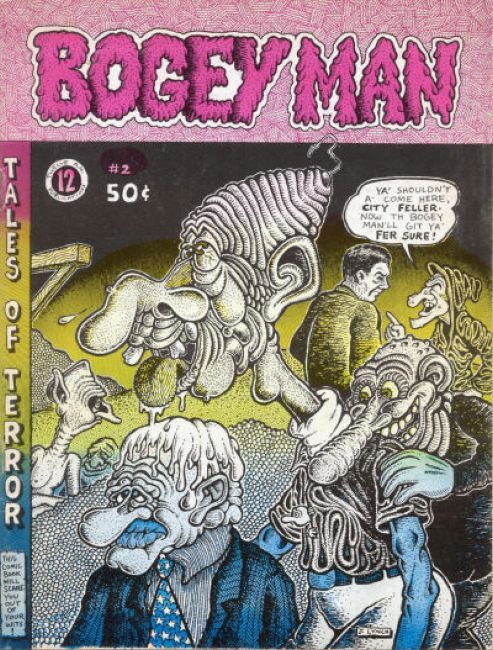 BOGEYMAN
TALES OF TERROR
12
#2
50¢
YA' SHOULDN'T
A' COME HERE,
CITY FELLER.
NOW TH BOGEY
MAN'LL GIT YA'
FER SURE!
THIS
COMIC
BOOK
WILL
SCARE
YOU
OUT
OF
YOUR
WITS!
J LYNCH